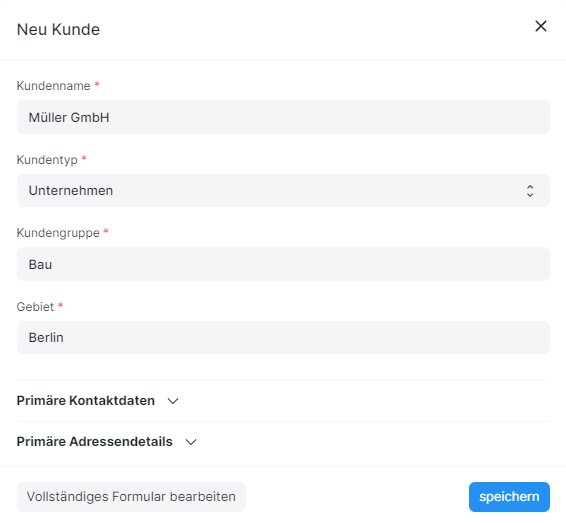 Neu Kunde
Kundenname *
Müller GmbH
Kundentyp *
Unternehmen
Kundengruppe *
Bau
Gebiet *
Berlin
Primäre Kontaktdaten
Primäre Adressendetails
Vollständiges Formular bearbeiten
speichern